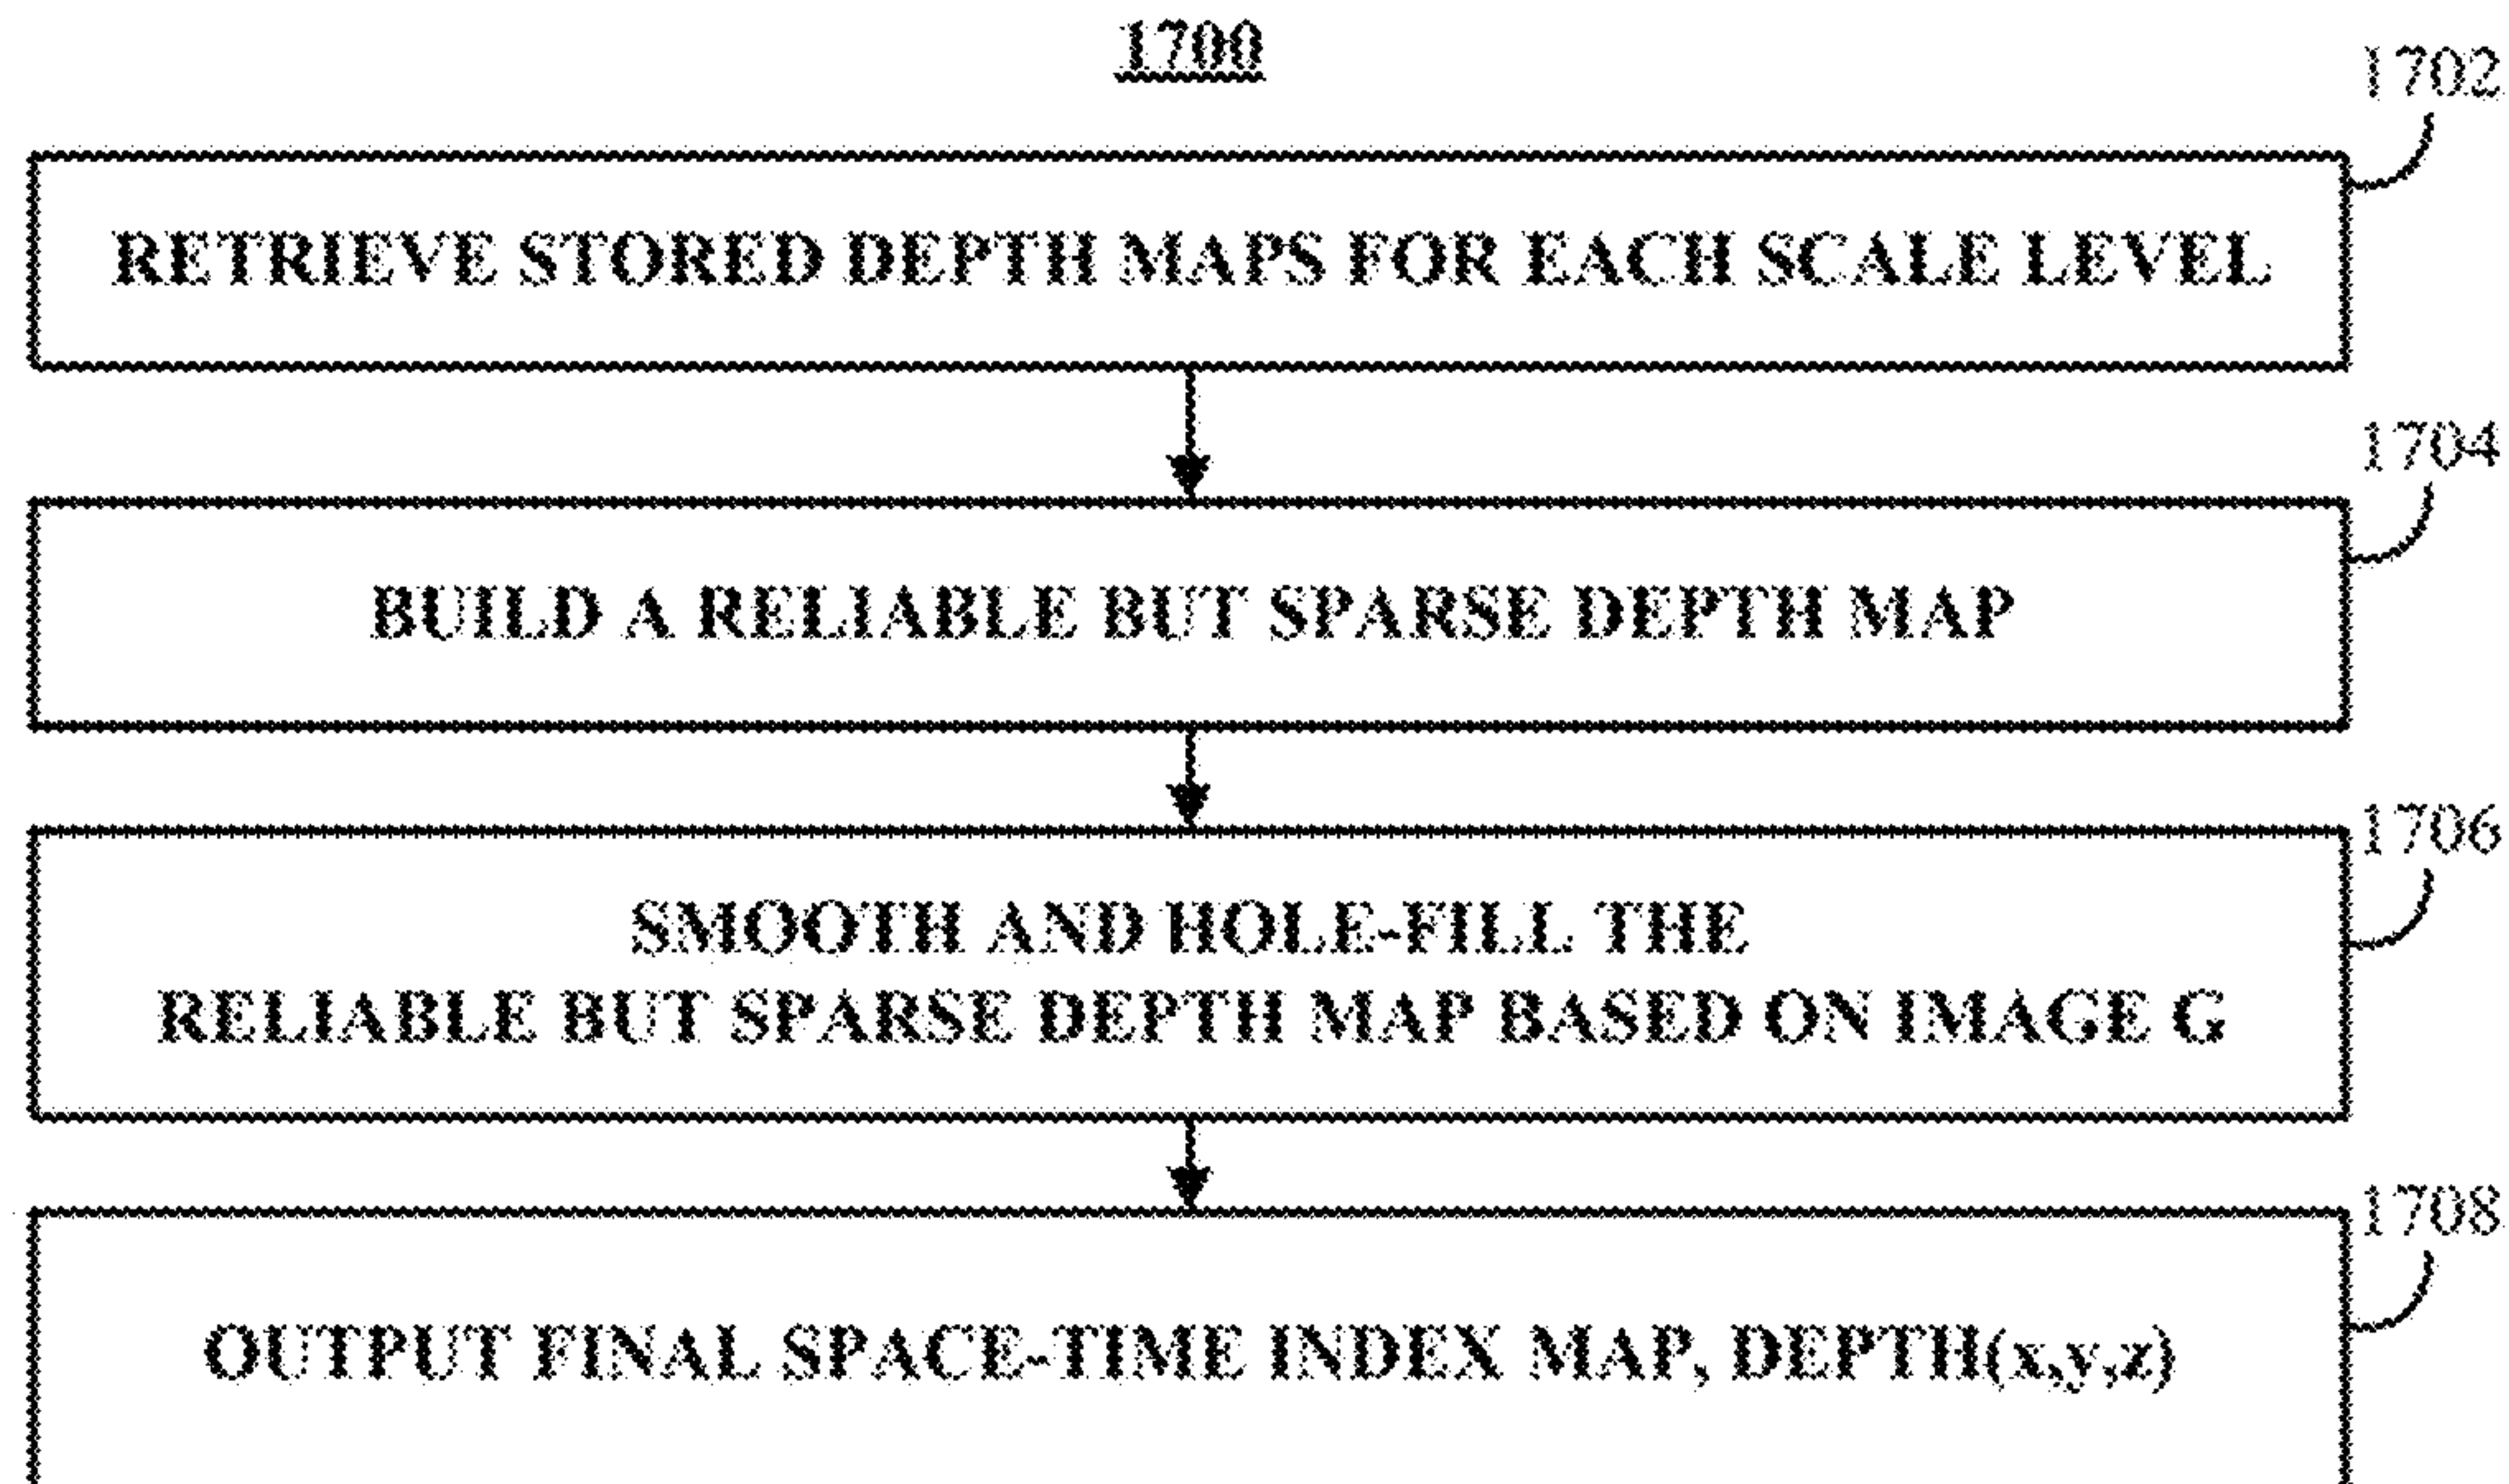 1700
1702
RETRIEVE STORED DEPTH MAPS FOR EACH SCALE LEVEL
1704
BUILD A RELIABLE BUT SPARSE DEPTH MAP
1706
SMOOTH AND HOLE-FILL THE
RELIABLE BUT SPARSE DEPTH MAP BASED ON IMAGE G
1708
OUTPUT FINAL SPACE-TIME INDEX MAP, DEPTH(x,y,z)